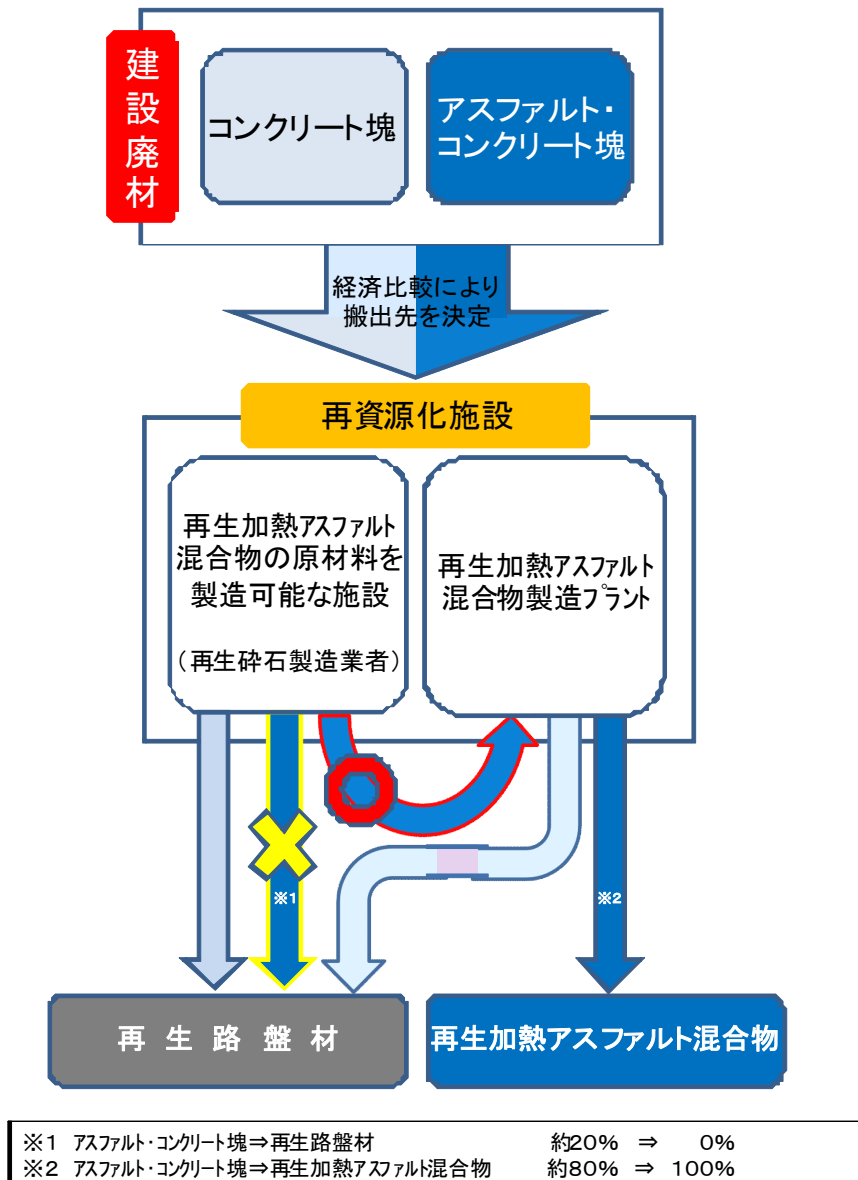 建設廃材
コンクリート塊
アスファルト・
コンクリート塊
経済比較により
搬出先を決定
再資源化施設
再生加熱アスファルト
混合物の原材料を
製造可能な施設
（再生砕石製造業者）
再生加熱アスファルト
混合物製造プラント
※1
※2
再生路盤材
再生加熱アスファルト混合物
※1 アスファルト・コンクリート塊⇒再生路盤材 約20% ⇒ 0%
※2 アスファルト・コンクリート塊⇒再生加熱アスファルト混合物 約80% ⇒ 100%